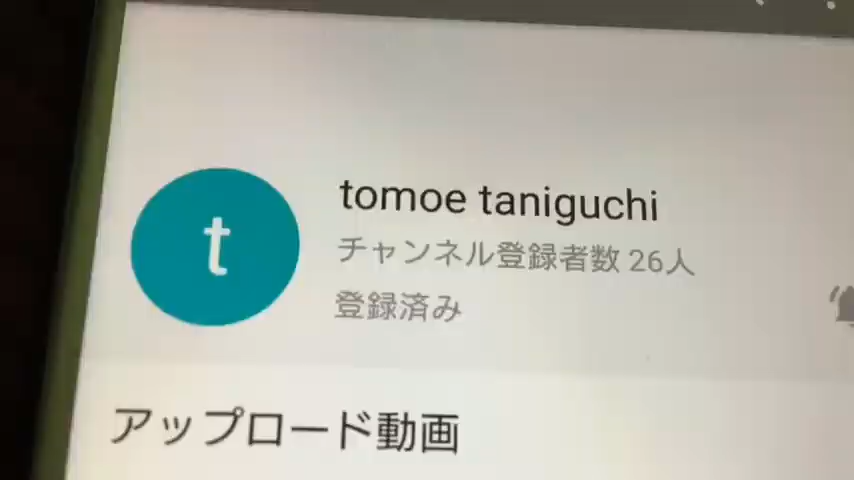 t
tomoe taniguchi
チャンネル登録者数 26人
登録済み
アップロード動画